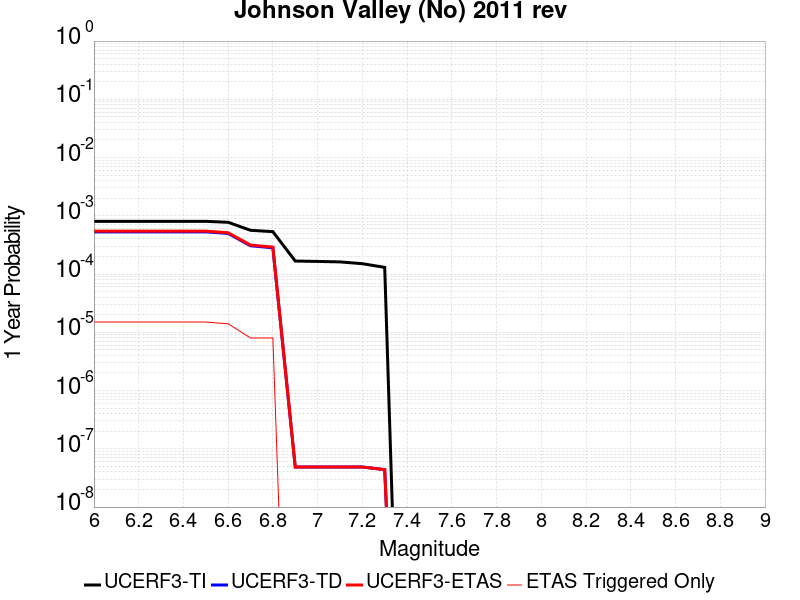 Johnson Valley (No) 2011 rev
10^0
10^-1
10^-2
10^-3
10^-4
10^-5
10^-6
10^-7
10^-8
1 Year Probability
6 6.2 6.4 6.6 6.8 7 7.2 7.4 7.6 7.8 8 8.2 8.4 8.6 8.8 9
Magnitude
UCERF3-TI UCERF3-TD UCERF3-ETAS ETAS Triggered Only